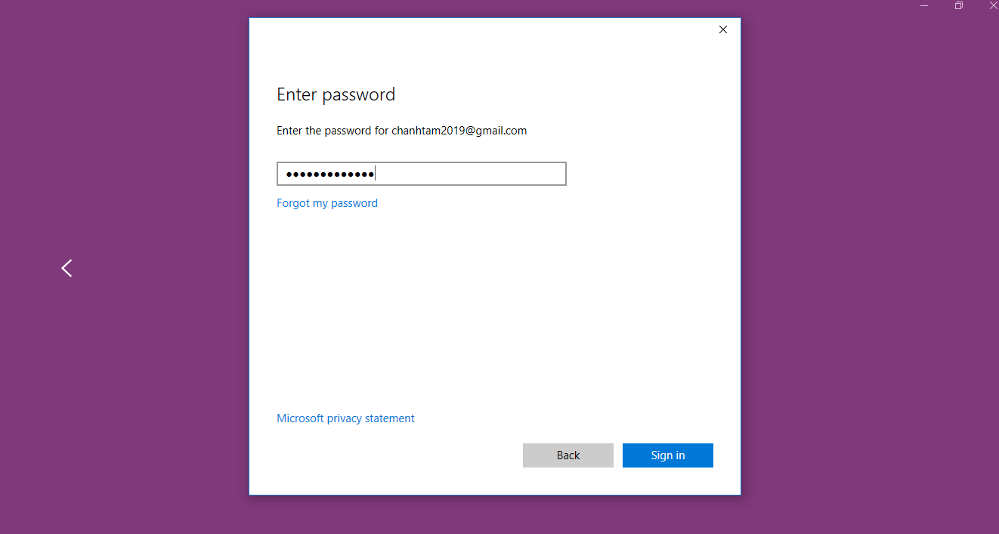 Enter password
Enter the password for chanhtam2019@gmail.com
●●●●●●●●●●●●●
Forgot my password
Microsoft privacy statement
Back
Sign in